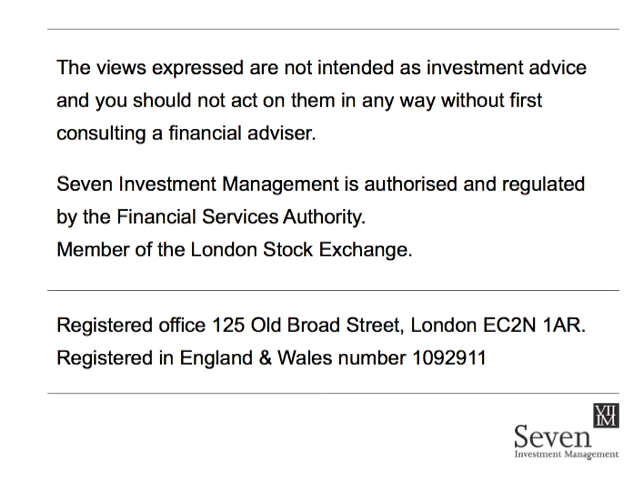 The views expressed are not intended as investment advice
and you should not act on them in any way without first
consulting a financial adviser.
Seven Investment Management is authorised and regulated
by the Financial Services Authority.
Member of the London Stock Exchange.
Registered office 125 Old Broad Street, London EC2N 1AR.
Registered in England & Wales number 1092911
VII
IM
Seven
Investment Management